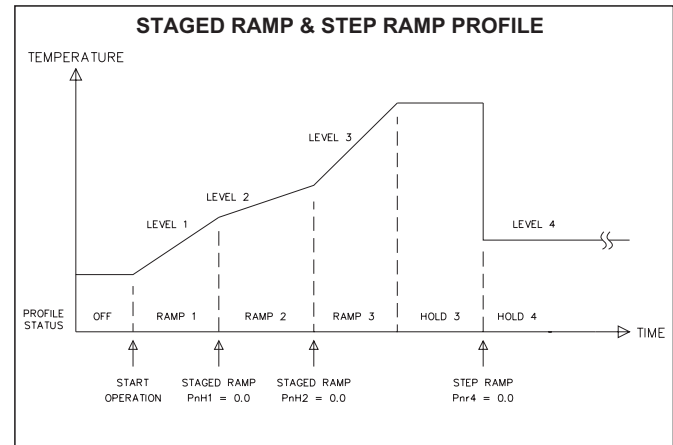 STAGED RAMP & STEP RAMP PROFILE
TEMPERATURE
LEVEL 3
LEVEL 2
LEVEL 1
LEVEL 4
PROFILE
STATUS
OFF
RAMP 1
RAMP 2
RAMP 3
HOLD 3
HOLD 4
TIME
START
OPERATION
STAGED RAMP
PnH1 = 0.0
STAGED RAMP
PnH2 = 0.0
STEP RAMP
Pnr4 = 0.0